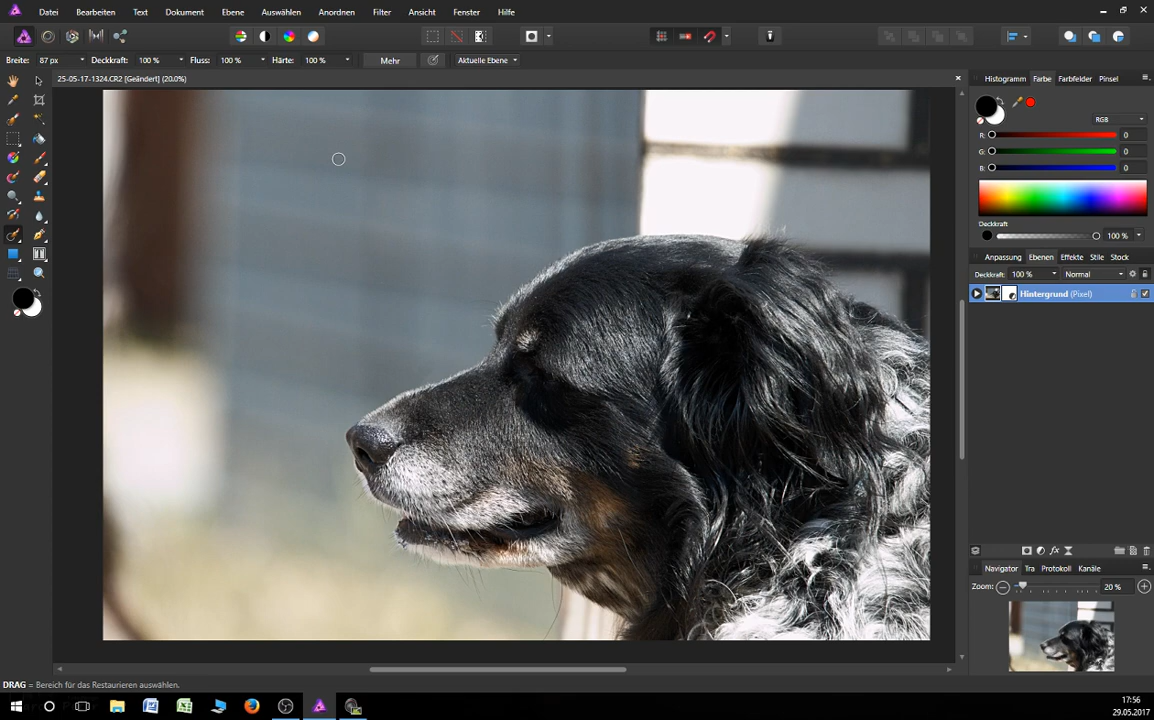 Datei Bearbeiten Text Dokument Ebene Auswählen Anordnen Filter Ansicht Fenster Hilfe
Breite: 87 px Deckkraft: 100 % Fluss: 100 % Härte: 100 % Mehr Aktuelle Ebene
25-05-17-1324.CR2 [Geändert] (20.0%)
Histogramm Farbe Farbfelder Pinsel
RGB
R: 0
G: 0
B: 0
Deckkraft
100 %
Anpassung Ebenen Effekte Stile Stock
Deckkraft: 100 % Normal
Hintergrund (Pixel)
fx
Navigator Tra Protokoll Kanäle
Zoom: 20 %
DRAG = Bereich für das Restaurieren auswählen.
17:56
29.05.2017